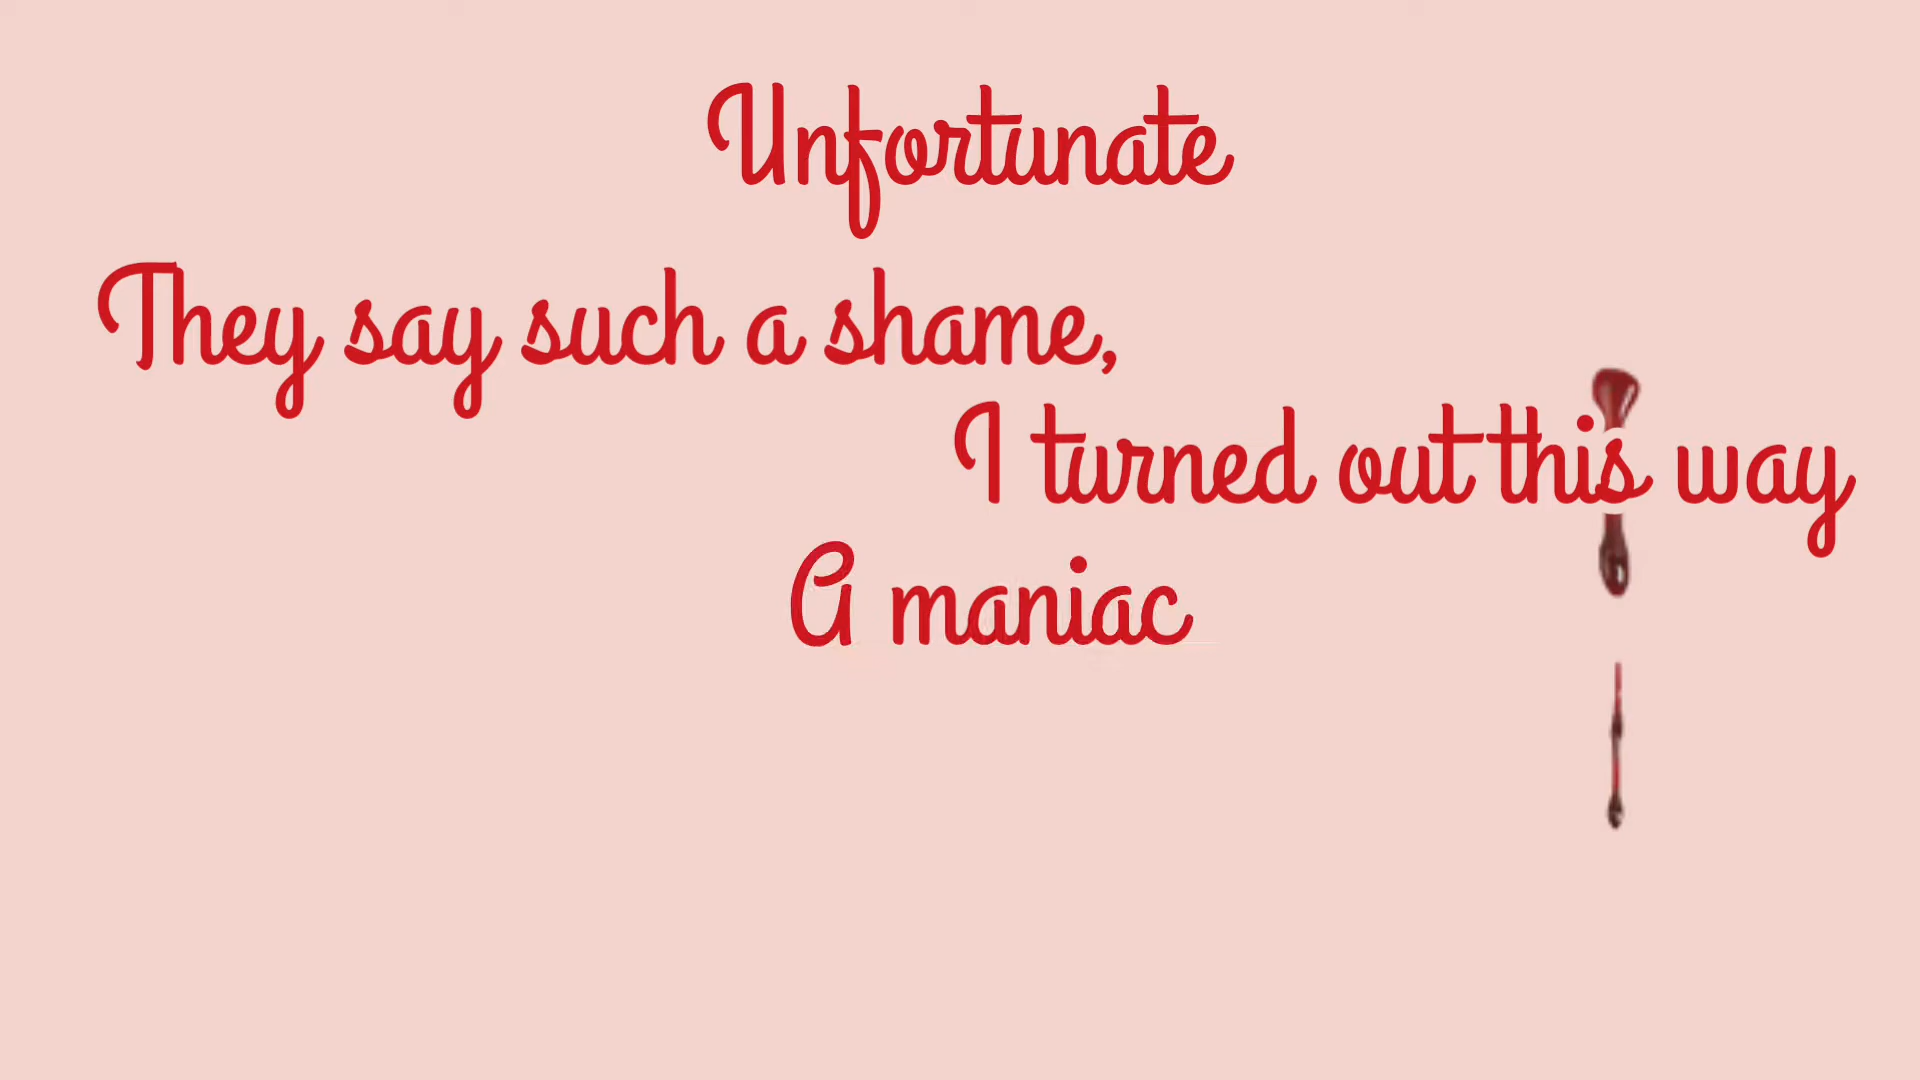 Unfortunate
They say such a shame,
I turned out this way
A maniac